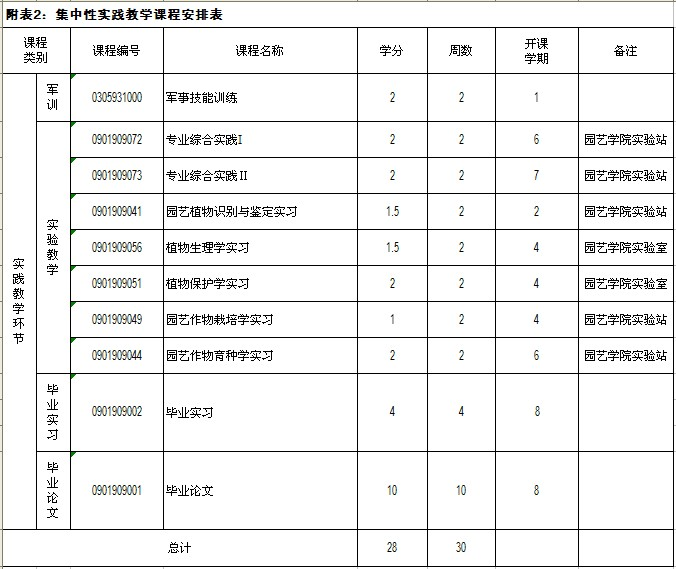 附表2：集中性实践教学课程安排表
课程类别 课程编号 课程名称 学分 周数 开课学期 备注
实践教学环节
军训 0305931000 军事技能训练 2 2 1
实验教学
0901909072 专业综合实践I 2 2 6 园艺学院实验站
0901909073 专业综合实践Ⅱ 2 2 7 园艺学院实验站
0901909041 园艺植物识别与鉴定实习 1.5 2 2 园艺学院实验站
0901909056 植物生理学实习 1.5 2 4 园艺学院实验室
0901909051 植物保护学实习 2 2 4 园艺学院实验室
0901909049 园艺作物栽培学实习 1 2 4 园艺学院实验站
0901909044 园艺作物育种学实习 2 2 6 园艺学院实验站
毕业实习 0901909002 毕业实习 4 4 8
毕业论文 0901909001 毕业论文 10 10 8
总计 28 30